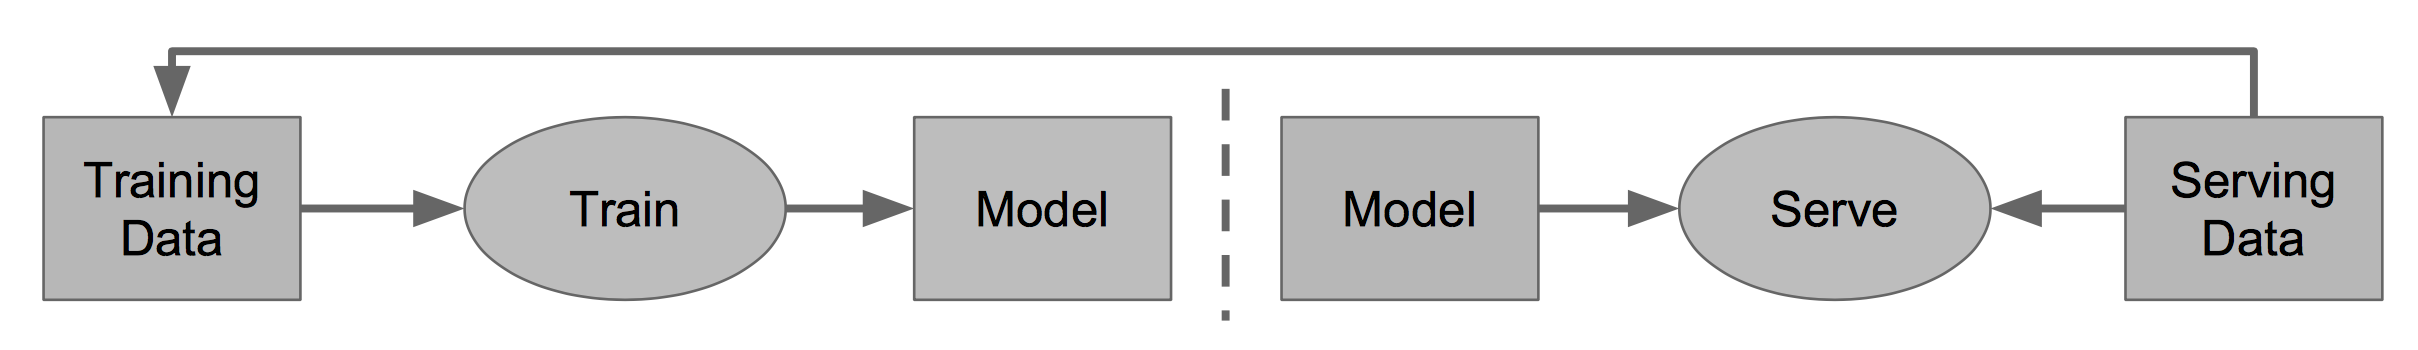 Training
Data
Train
Model
Model
Serve
Serving
Data